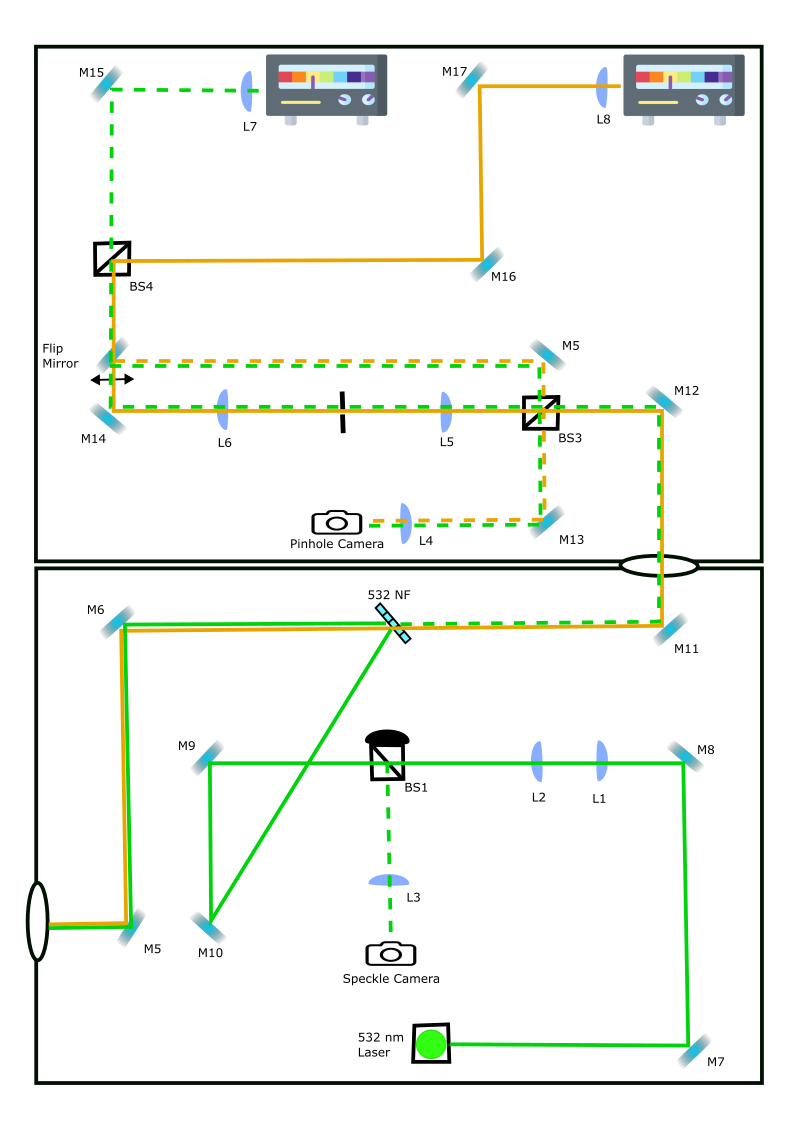 M15
M17
L7
L8
BS4
M16
Flip
Mirror
M5
M12
M14
L6
L5
BS3
Pinhole Camera
L4
M13
532 NF
M6
M11
M9
M8
BS1
L2
L1
L3
M5
M10
Speckle Camera
532 nm
Laser
M7